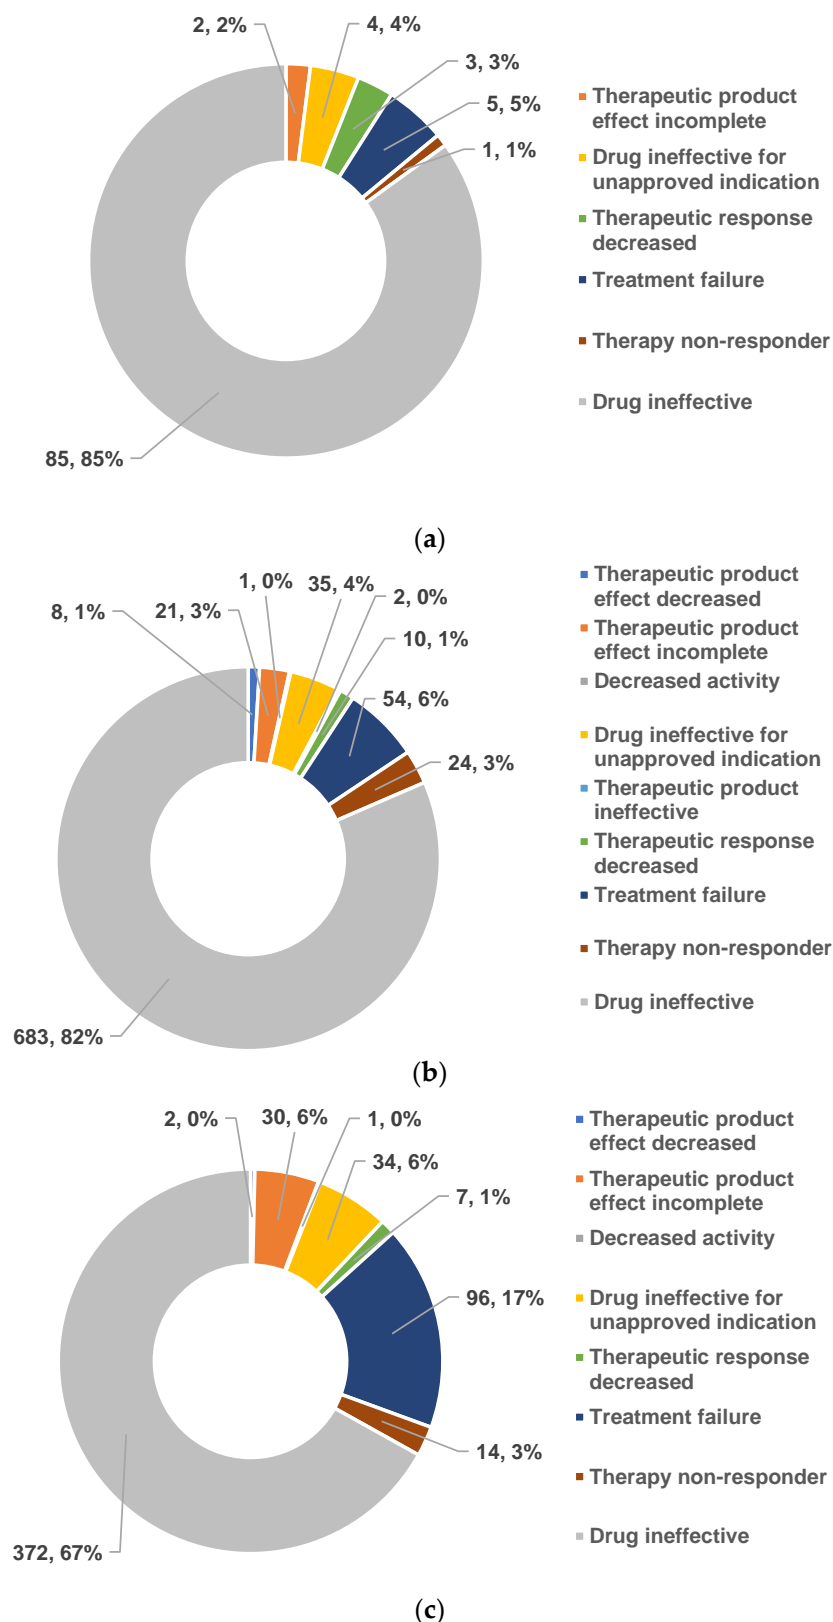 2, 2%
4, 4%
3, 3%
5, 5%
1, 1%
85, 85%
Therapeutic product
effect incomplete
Drug ineffective for
unapproved indication
Therapeutic response
decreased
Treatment failure
Therapy non-responder
Drug ineffective
(a)
8, 1%
21, 3%
1, 0%
35, 4%
2, 0%
10, 1%
54, 6%
24, 3%
683, 82%
Therapeutic product
effect decreased
Therapeutic product
effect incomplete
Decreased activity
Drug ineffective for
unapproved indication
Therapeutic product
ineffective
Therapeutic response
decreased
Treatment failure
Therapy non-responder
Drug ineffective
(b)
2, 0%
30, 6%
1, 0%
34, 6%
7, 1%
96, 17%
14, 3%
372, 67%
Therapeutic product
effect decreased
Therapeutic product
effect incomplete
Decreased activity
Drug ineffective for
unapproved indication
Therapeutic response
decreased
Treatment failure
Therapy non-responder
Drug ineffective
(c)